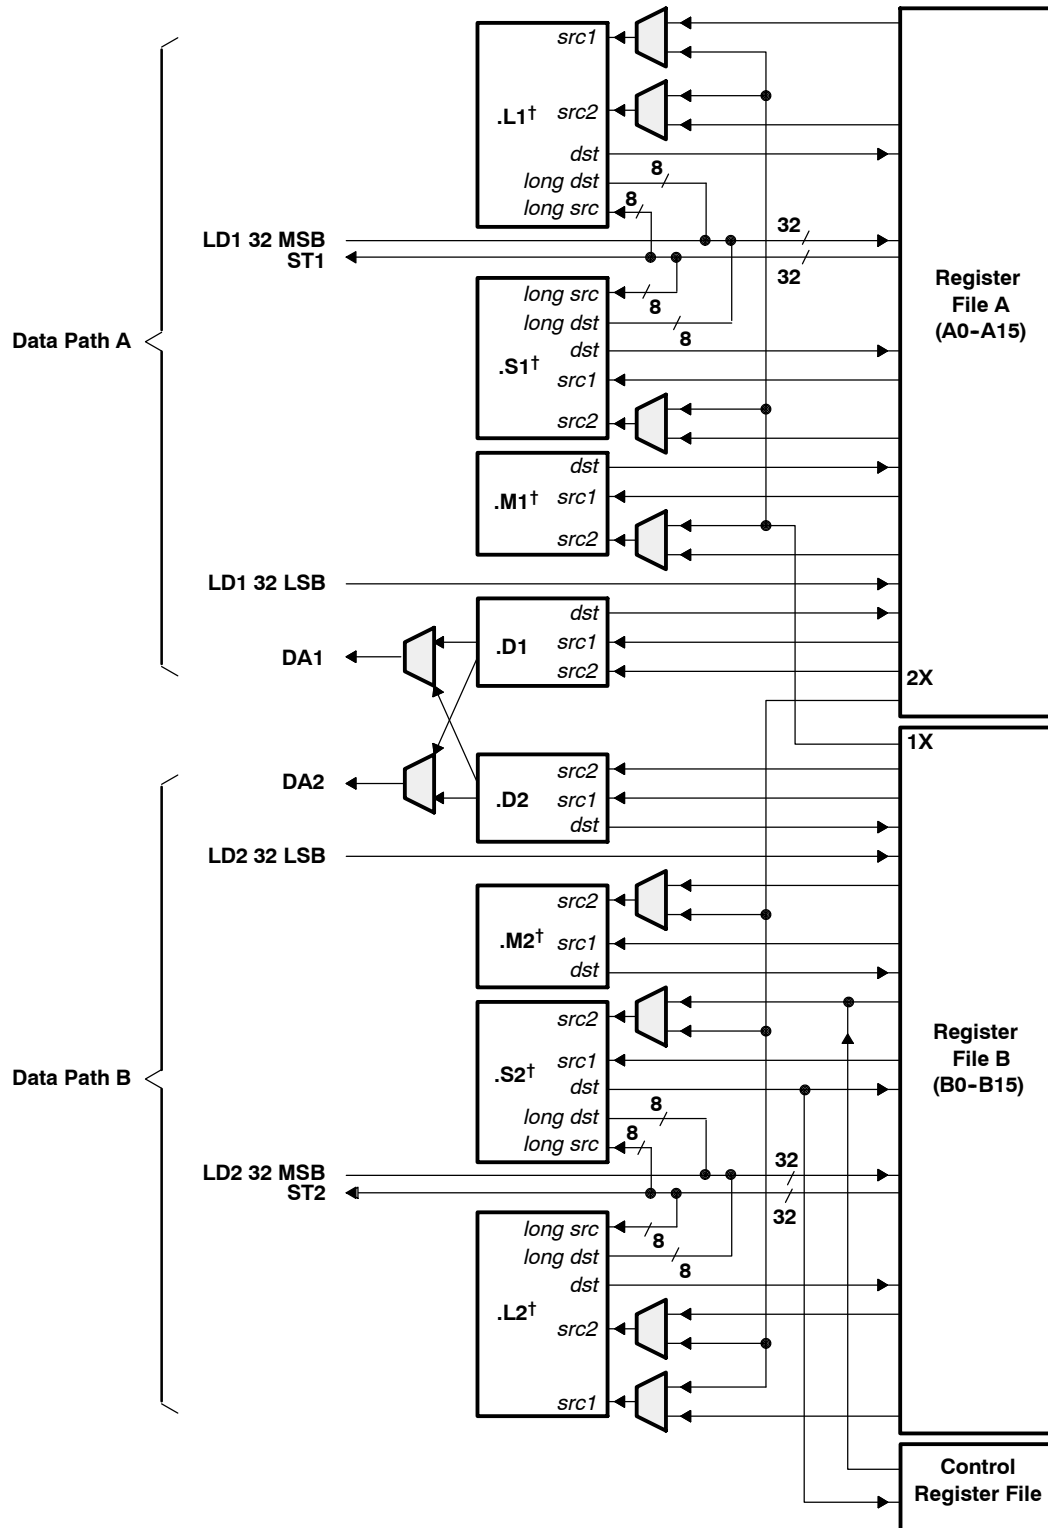 src1
.L1†
src2
dst
8
long dst
8
long src
LD1 32 MSB
32
ST1
32
Register
File A
(A0-A15)
long src
8
long dst
8
Data Path A
dst
.S1†
src1
src2
dst
.M1†
src1
src2
LD1 32 LSB
dst
.D1
src1
DA1
src2
2X
1X
DA2
src2
.D2
src1
dst
LD2 32 LSB
src2
.M2†
src1
dst
src2
Register
File B
(B0-B15)
src1
.S2†
Data Path B
dst
8
long dst
8
long src
LD2 32 MSB
32
ST2
32
long src
8
long dst
8
dst
.L2†
src2
src1
Control
Register File